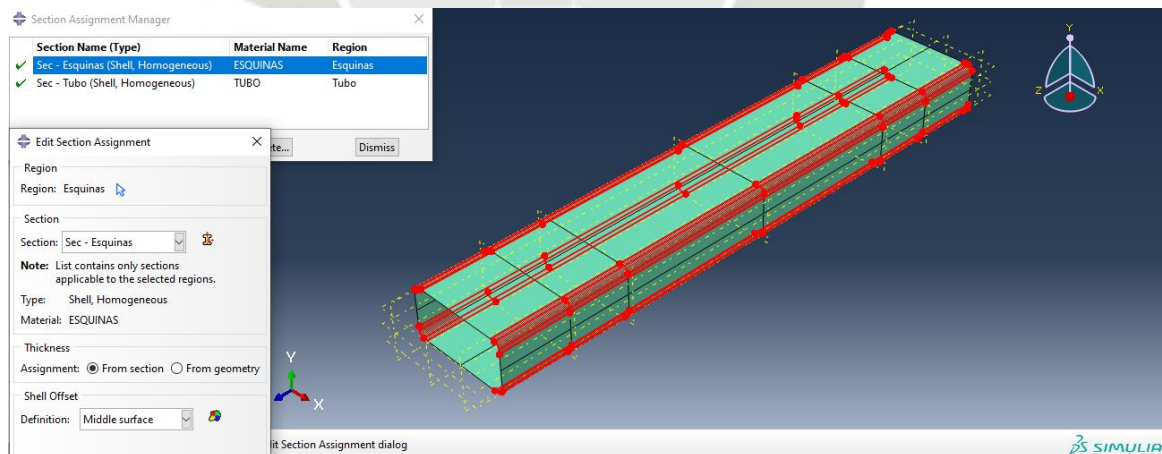 Section Assignment Manager
Section Name (Type) Material Name Region
Sec - Esquinas (Shell, Homogeneous) ESQUINAS Esquinas
Sec - Tubo (Shell, Homogeneous) TUBO Tubo
Dismiss
Edit Section Assignment
Region
Region: Esquinas
Section
Section: Sec - Esquinas
Note: List contains only sections
applicable to the selected regions.
Type: Shell, Homogeneous
Material: ESQUINAS
Thickness
Assignment: From section From geometry
Shell Offset
Definition: Middle surface
Section Assignment dialog
Y
X
Z
Y
X
SIMULIA